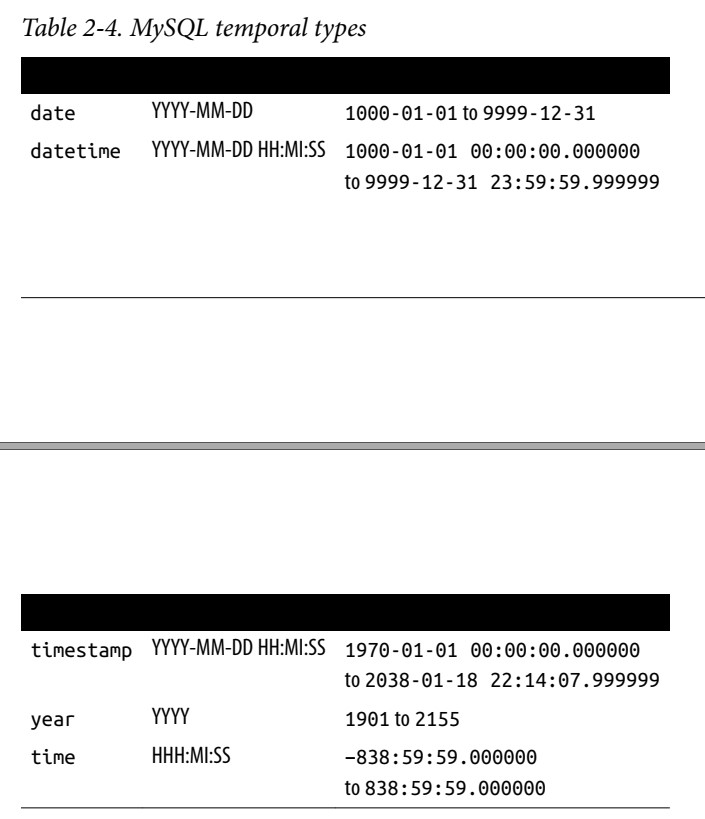 Table 2-4. MySQL temporal types
date YYYY-MM-DD 1000-01-01 to 9999-12-31
datetime YYYY-MM-DD HH:MI:SS 1000-01-01 00:00:00.000000
to 9999-12-31 23:59:59.999999
timestamp YYYY-MM-DD HH:MI:SS 1970-01-01 00:00:00.000000
to 2038-01-18 22:14:07.999999
year YYYY 1901 to 2155
time HHH:MI:SS −838:59:59.000000
to 838:59:59.000000